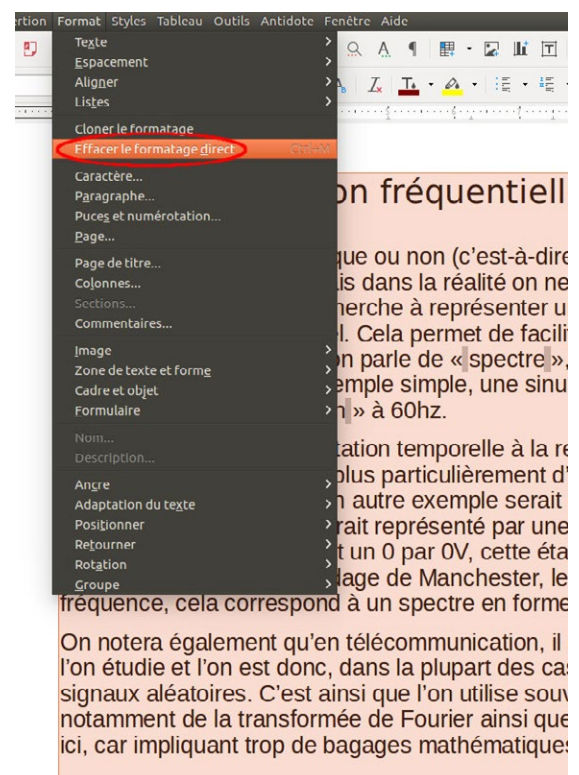 ertion Format Styles Tableau Outils Antidote Fenêtre Aide
Texte
Espacement
Aligner
Listes
Cloner le formatage
Effacer le formatage direct Ctrl+M
Caractère...
Paragraphe...
Puces et numérotation...
Page...
Page de titre...
Colonnes...
Sections...
Commentaires...
Image
Zone de texte et forme
Cadre et objet
Formulaire
Nom...
Description...
Ancre
Adaptation du texte
Positionner
Retourner
Rotation
Groupe
on fréquentiell
que ou non (c’est-à-dire
is dans la réalité on ne
herche à représenter u
l. Cela permet de facili
n parle de « spectre »,
emple simple, une sinu
n » à 60hz.
tation temporelle à la re
plus particulièrement d’
n autre exemple serait
rait représenté par une
t un 0 par 0V, cette éta
dage de Manchester, le
fréquence, cela correspond à un spectre en forme
On notera également qu’en télécommunication, il
l’on étudie et l’on est donc, dans la plupart des cas
signaux aléatoires. C’est ainsi que l’on utilise souv
notamment de la transformée de Fourier ainsi que
ici, car impliquant trop de bagages mathématiques